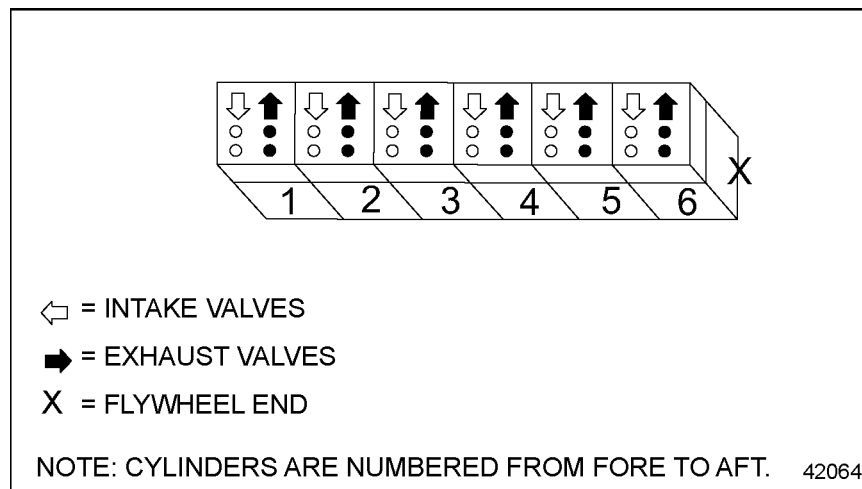 1 2 3 4 5 6 X
= INTAKE VALVES
= EXHAUST VALVES
X = FLYWHEEL END
NOTE: CYLINDERS ARE NUMBERED FROM FORE TO AFT. 42064